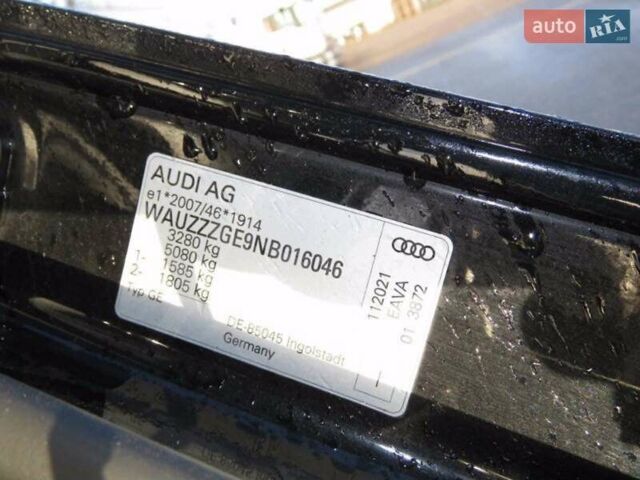 auto RIA .com
AUDI AG
e1*2007/46*1914
WAUZZZGE9NB016046
3280 kg
5080 kg
1- 1585 kg
2- 1805 kg
Typ GE
DE-85045 Ingolstadt
Germany
112021
EAVA
01 3872